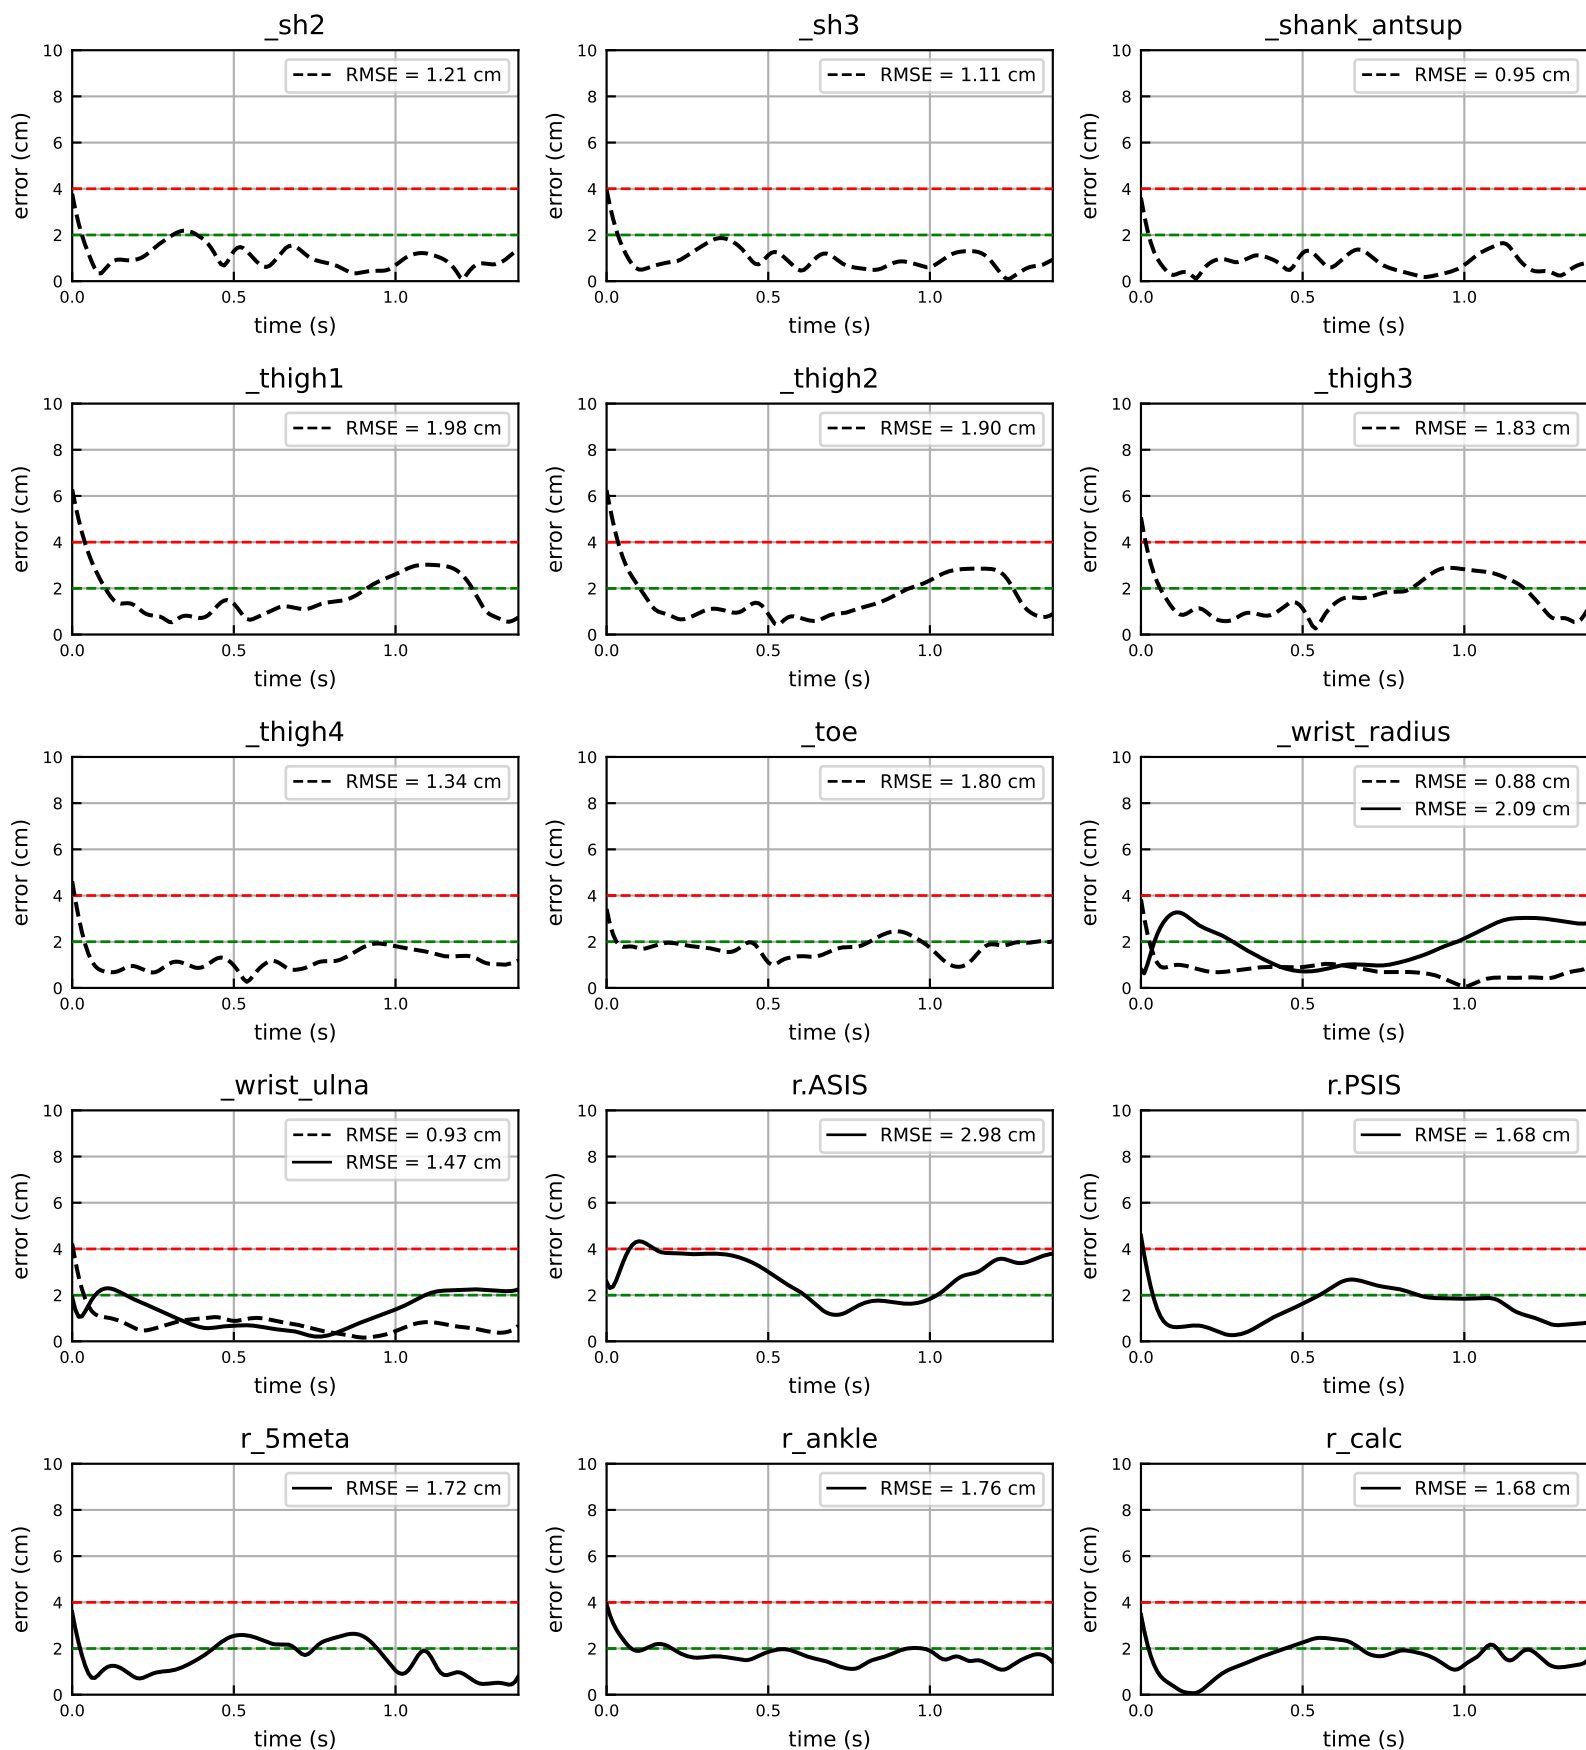 _sh2
RMSE = 1.21 cm
10
8
6
4
2
0
error (cm)
0.0
0.5
1.0
time (s)
_sh3
RMSE = 1.11 cm
10
8
6
4
2
0
error (cm)
0.0
0.5
1.0
time (s)
_shank_antsup
RMSE = 0.95 cm
10
8
6
4
2
0
error (cm)
0.0
0.5
1.0
time (s)
_thigh1
RMSE = 1.98 cm
10
8
6
4
2
0
error (cm)
0.0
0.5
1.0
time (s)
_thigh2
RMSE = 1.90 cm
10
8
6
4
2
0
error (cm)
0.0
0.5
1.0
time (s)
_thigh3
RMSE = 1.83 cm
10
8
6
4
2
0
error (cm)
0.0
0.5
1.0
time (s)
_thigh4
RMSE = 1.34 cm
10
8
6
4
2
0
error (cm)
0.0
0.5
1.0
time (s)
_toe
RMSE = 1.80 cm
10
8
6
4
2
0
error (cm)
0.0
0.5
1.0
time (s)
_wrist_radius
RMSE = 0.88 cm
RMSE = 2.09 cm
10
8
6
4
2
0
error (cm)
0.0
0.5
1.0
time (s)
_wrist_ulna
RMSE = 0.93 cm
RMSE = 1.47 cm
10
8
6
4
2
0
error (cm)
0.0
0.5
1.0
time (s)
r.ASIS
RMSE = 2.98 cm
10
8
6
4
2
0
error (cm)
0.0
0.5
1.0
time (s)
r.PSIS
RMSE = 1.68 cm
10
8
6
4
2
0
error (cm)
0.0
0.5
1.0
time (s)
r_5meta
RMSE = 1.72 cm
10
8
6
4
2
0
error (cm)
0.0
0.5
1.0
time (s)
r_ankle
RMSE = 1.76 cm
10
8
6
4
2
0
error (cm)
0.0
0.5
1.0
time (s)
r_calc
RMSE = 1.68 cm
10
8
6
4
2
0
error (cm)
0.0
0.5
1.0
time (s)